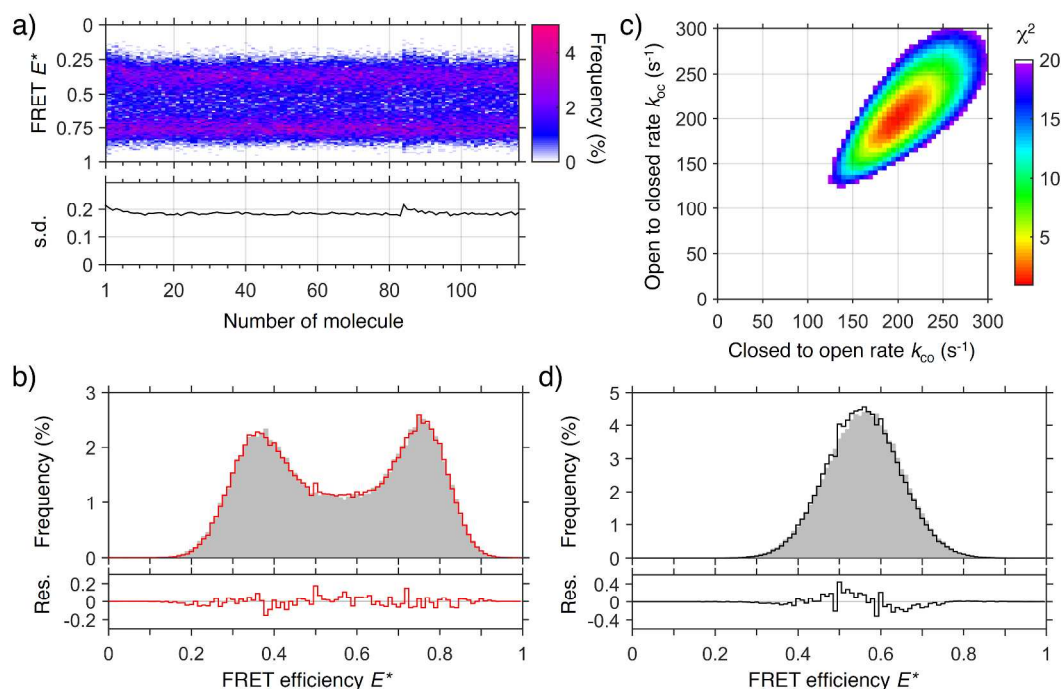 a)
0
0.25
0.5
0.75
1
FRET E*
4
2
0
Frequency (%)
0.2
0.1
0
s.d.
1 20 40 60 80 100
Number of molecule
c)
300
250
200
150
100
50
0
Open to closed rate koc (s-1)
0 50 100 150 200 250 300
Closed to open rate kco (s-1)
χ2
20
15
10
5
b)
3
2
1
0
Frequency (%)
0.2
0
-0.2
Res.
0 0.2 0.4 0.6 0.8 1
FRET efficiency E*
d)
5
4
3
2
1
0
Frequency (%)
0.4
0
-0.4
Res.
0 0.2 0.4 0.6 0.8 1
FRET efficiency E*